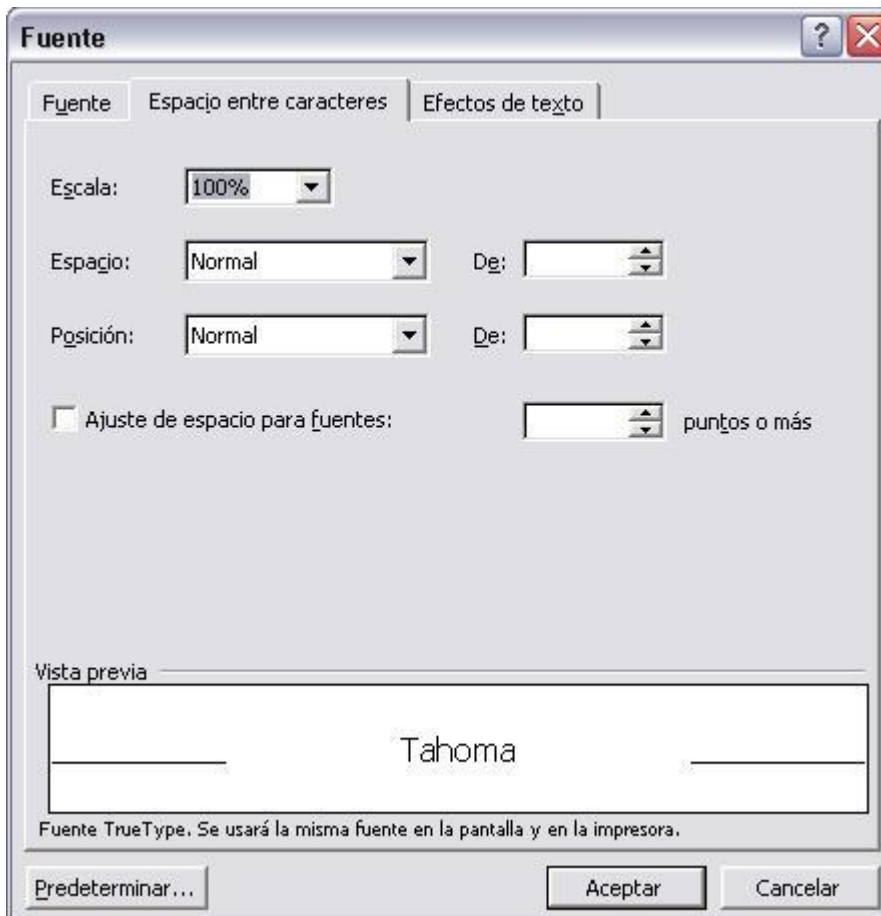 Fuente
Fuente Espacio entre caracteres Efectos de texto
Escala: 100%
Espacio: Normal De:
Posición: Normal De:
Ajuste de espacio para fuentes: puntos o más
Vista previa
Tahoma
Fuente TrueType. Se usará la misma fuente en la pantalla y en la impresora.
Predeterminar... Aceptar Cancelar